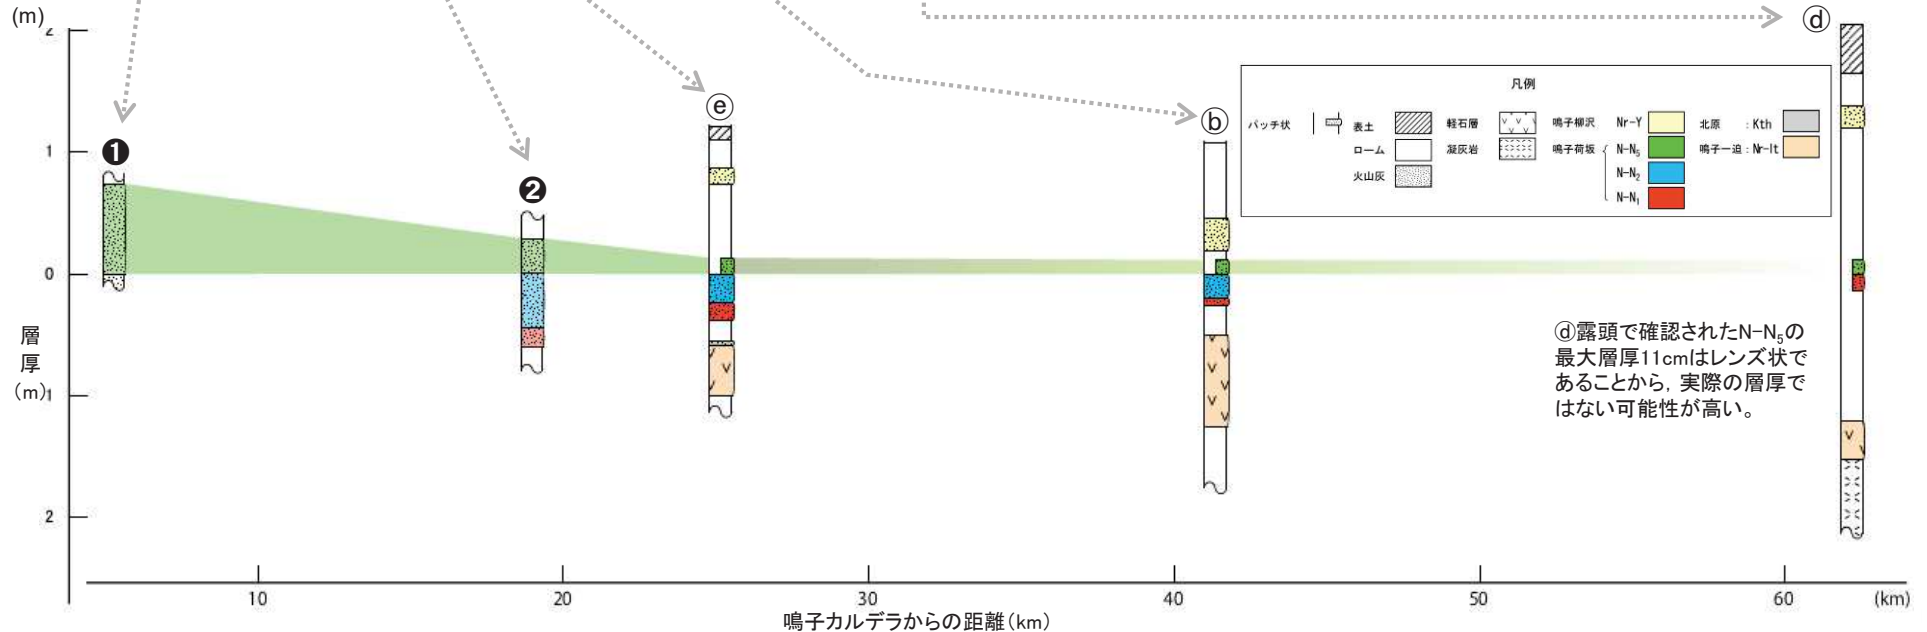 (m)
2
1
0
層
厚
(m)
1
2
❶
❷
ⓔ
ⓑ
ⓓ
凡例
パッチ状
表土
ローム
火山灰
軽石層
凝灰岩
鳴子柳沢 Nr-Y
鳴子荷坂 { N-N₅
N-N₂
N-N₁
北原 : Kth
鳴子一迫 : Nr-It
ⓓ露頭で確認されたN-N₅の
最大層厚11cmはレンズ状で
あることから, 実際の層厚で
はない可能性が高い。
10 20 30 40 50 60 (km)
鳴子カルデラからの距離(km)